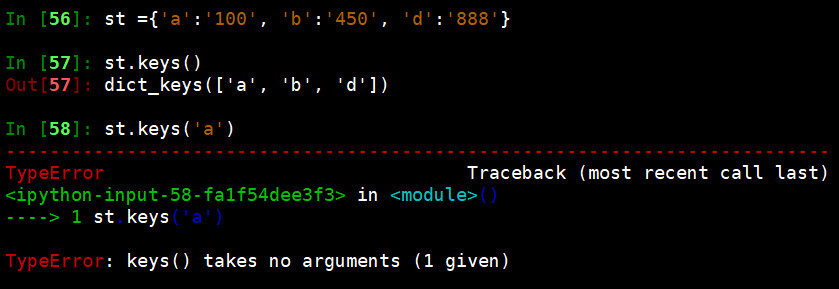 In [56]: st ={'a':'100', 'b':'450', 'd':'888'}
In [57]: st.keys()
Out[57]: dict_keys(['a', 'b', 'd'])
In [58]: st.keys('a')
---------------------------------------------------------------------------
TypeError                                 Traceback (most recent call last)
<ipython-input-58-fa1f54dee3f3> in <module>()
----> 1 st.keys('a')
TypeError: keys() takes no arguments (1 given)